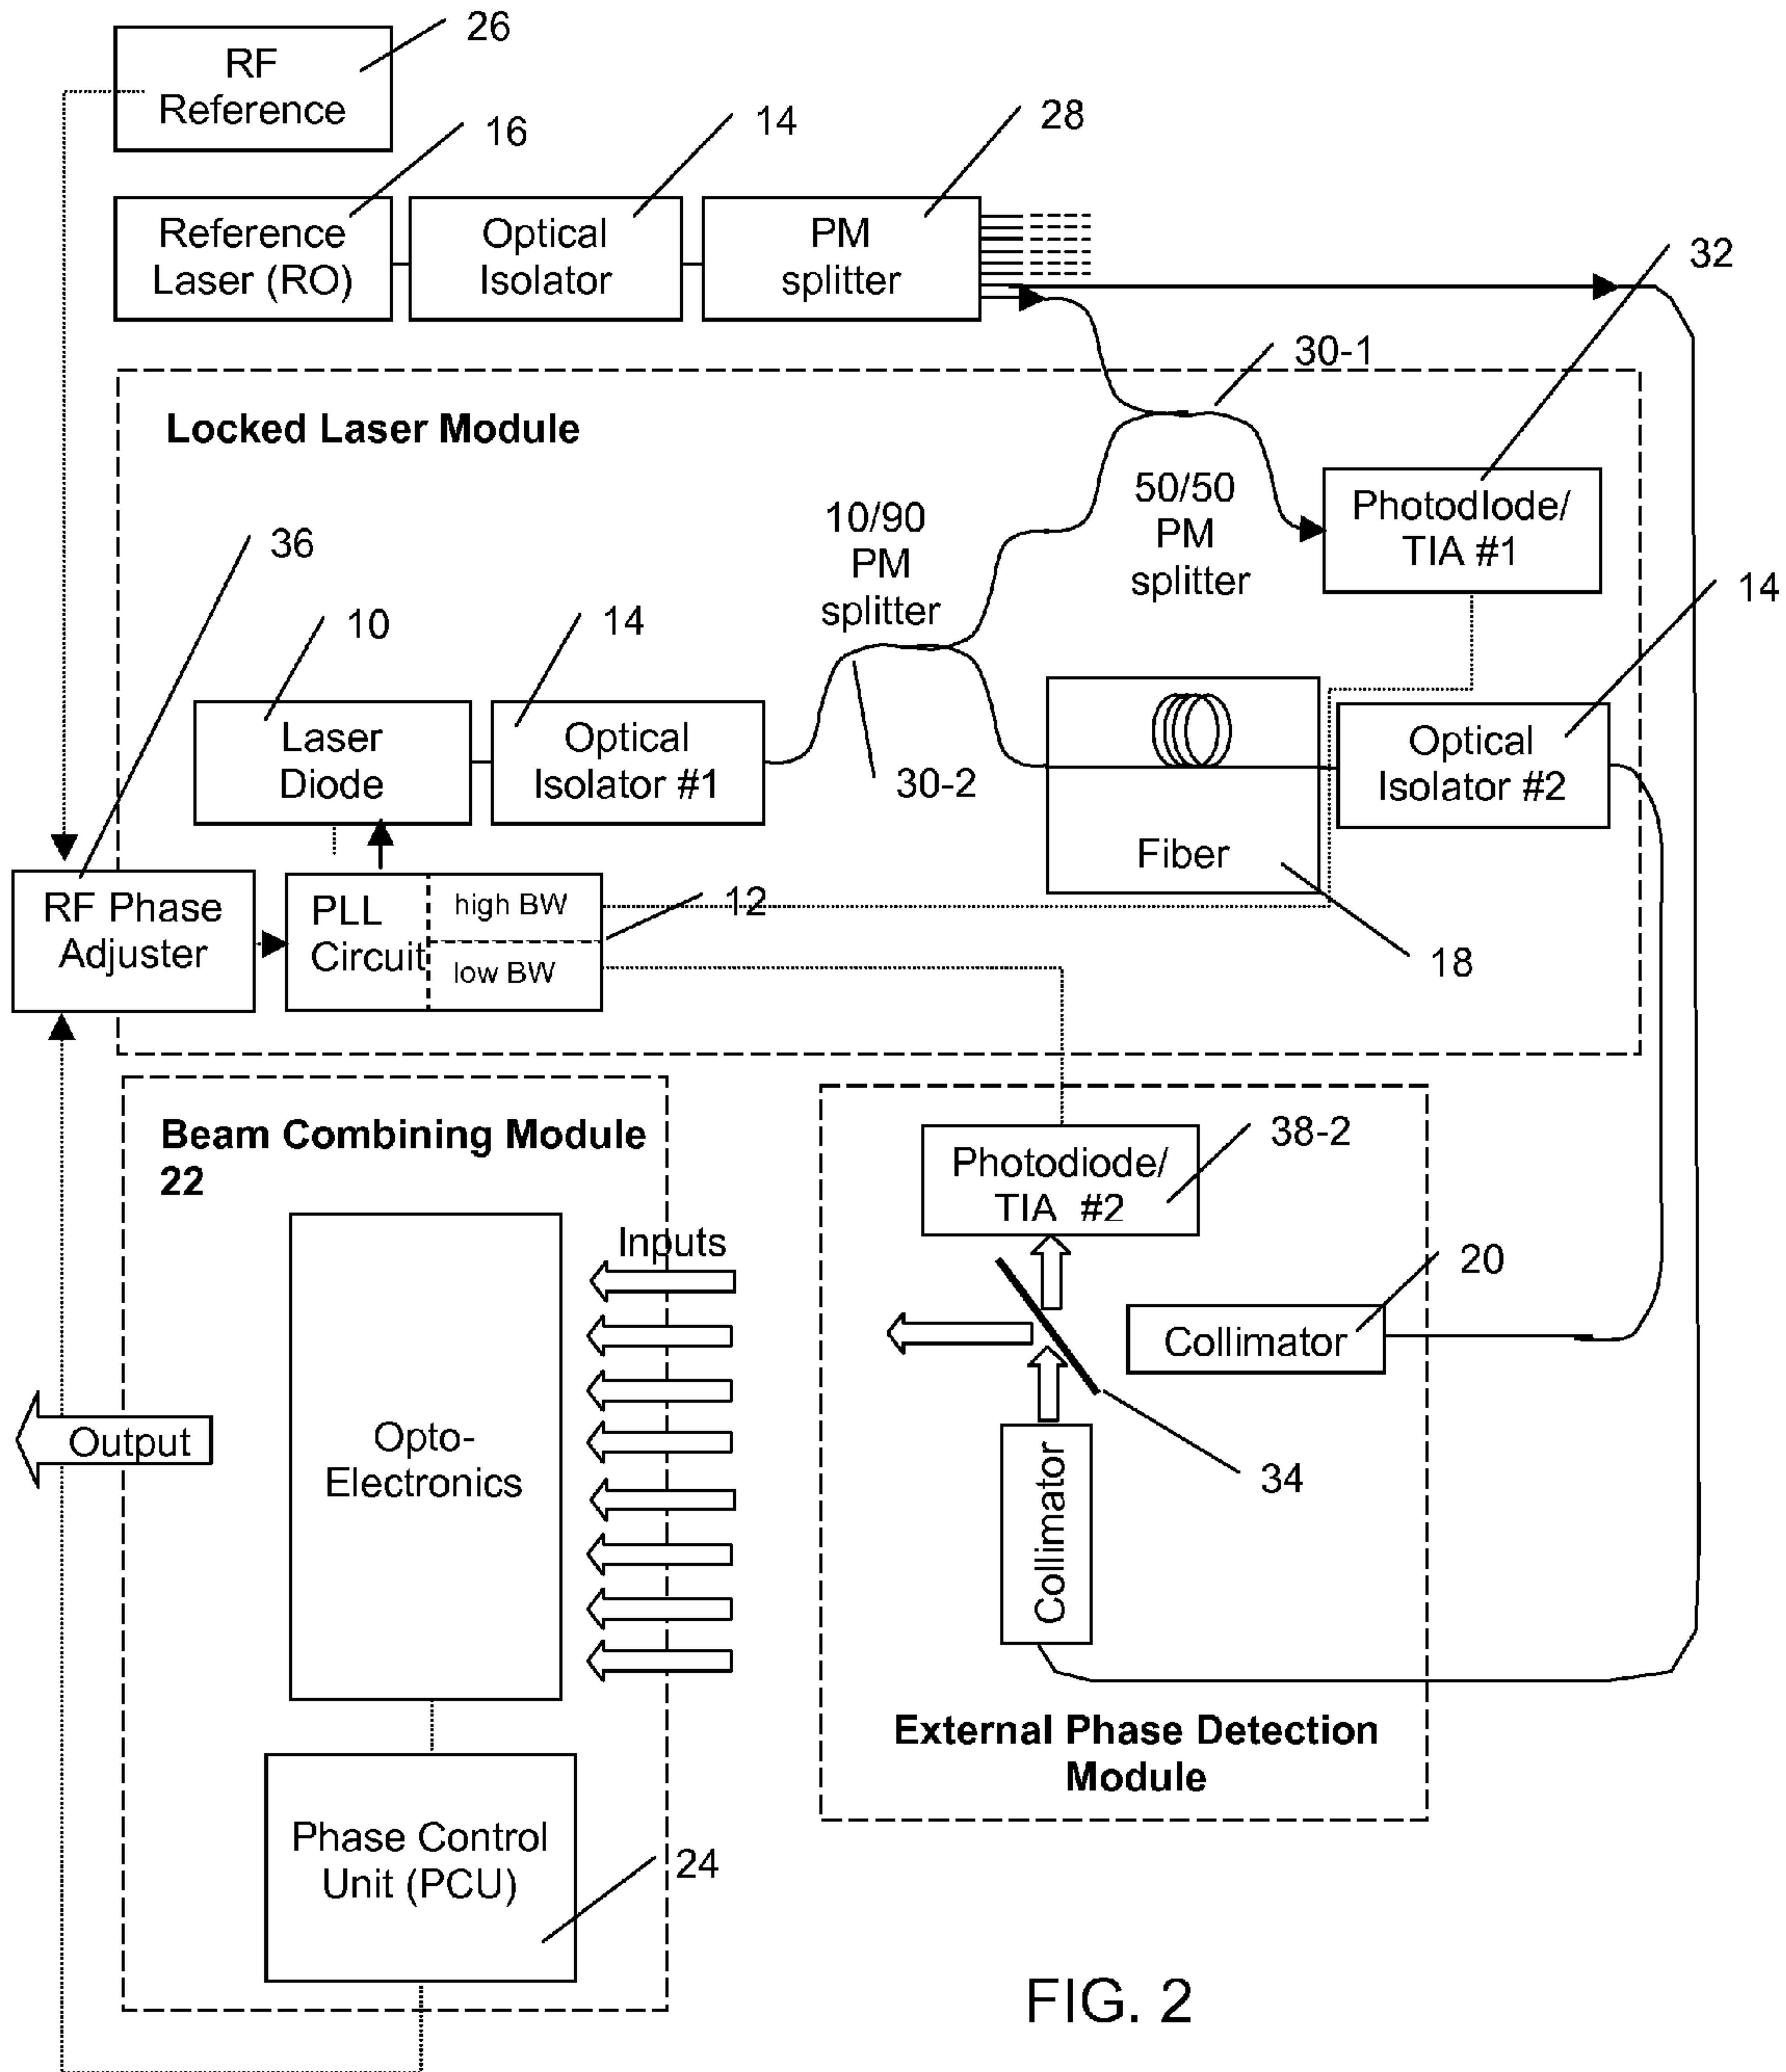 26
RF
Reference
16
14
28
Reference
Laser (RO)
Optical
Isolator
PM
splitter
32
30-1
Locked Laser Module
50/50
PM
splitter
PhotodIode/
TIA #1
10/90
PM
splitter
36
10
14
14
Laser
Diode
Optical
Isolator #1
30-2
Fiber
Optical
Isolator #2
RF Phase
Adjuster
PLL
Circuit
high BW
low BW
12
18
Beam Combining Module
22
38-2
Photodiode/
TIA #2
Inputs
20
Collimator
Output
Opto-
Electronics
34
Collimator
External Phase Detection
Module
Phase Control
Unit (PCU)
24
FIG. 2